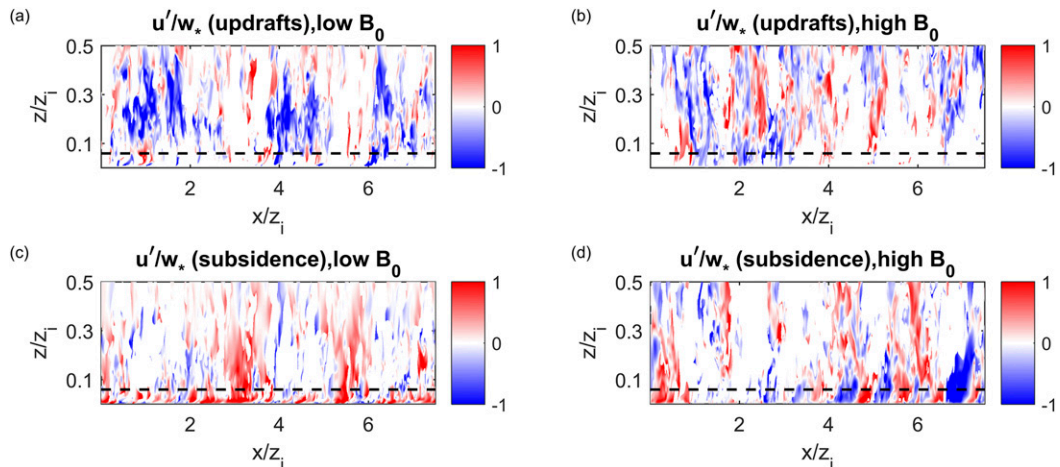 (a)
u′/w* (updrafts),low B0
0.5
0.3
0.1
z/zi
2 4 6
x/zi
1
0
-1
(b)
u′/w* (updrafts),high B0
0.5
0.3
0.1
z/zi
2 4 6
x/zi
1
0
-1
(c)
u′/w* (subsidence),low B0
0.5
0.3
0.1
z/zi
2 4 6
x/zi
1
0
-1
(d)
u′/w* (subsidence),high B0
0.5
0.3
0.1
z/zi
2 4 6
x/zi
1
0
-1